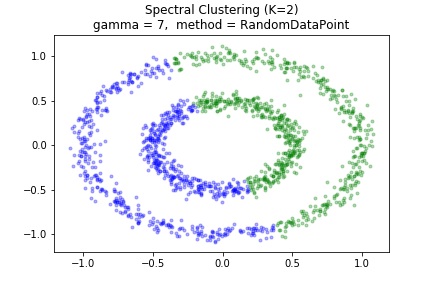 Spectral Clustering (K=2)
gamma = 7,  method = RandomDataPoint
1.0
0.5
0.0
−0.5
−1.0
−1.0 −0.5 0.0 0.5 1.0